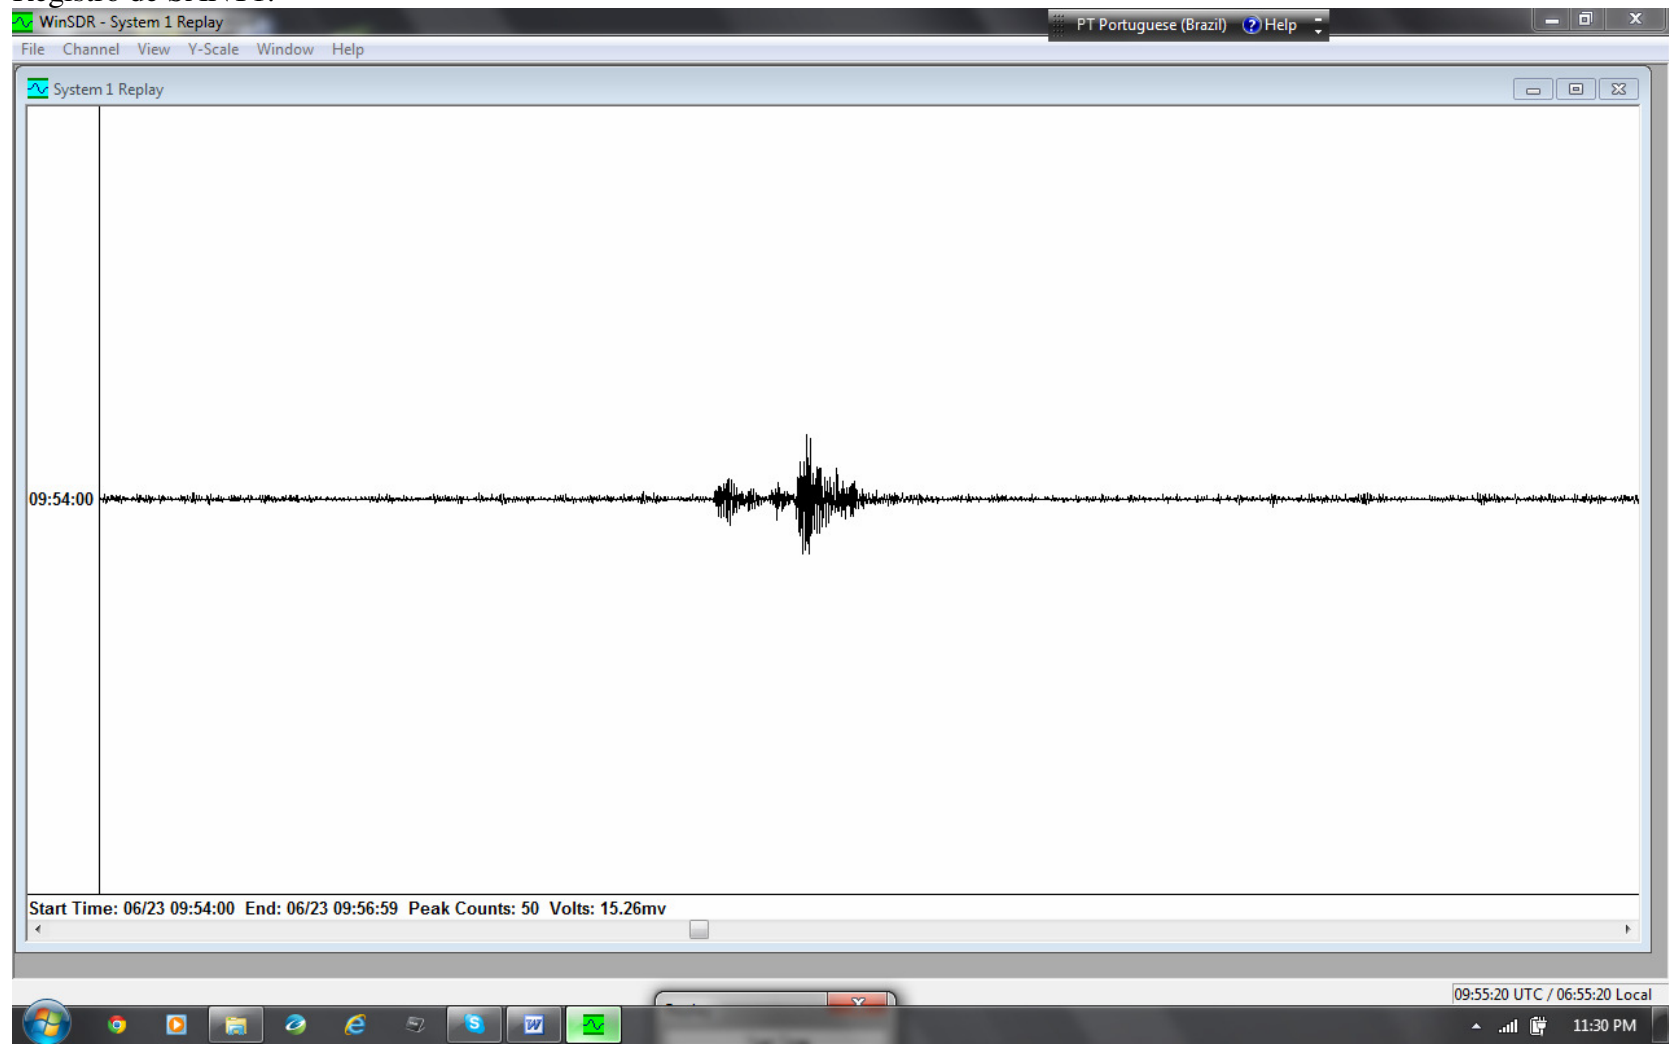 Registro de
WinSDR - System 1 Replay
PT Portuguese (Brazil) Help
File Channel View Y-Scale Window Help
System 1 Replay
09:54:00
Start Time: 06/23 09:54:00 End: 06/23 09:56:59 Peak Counts: 50 Volts: 15.26mv
09:55:20 UTC / 06:55:20 Local
11:30 PM